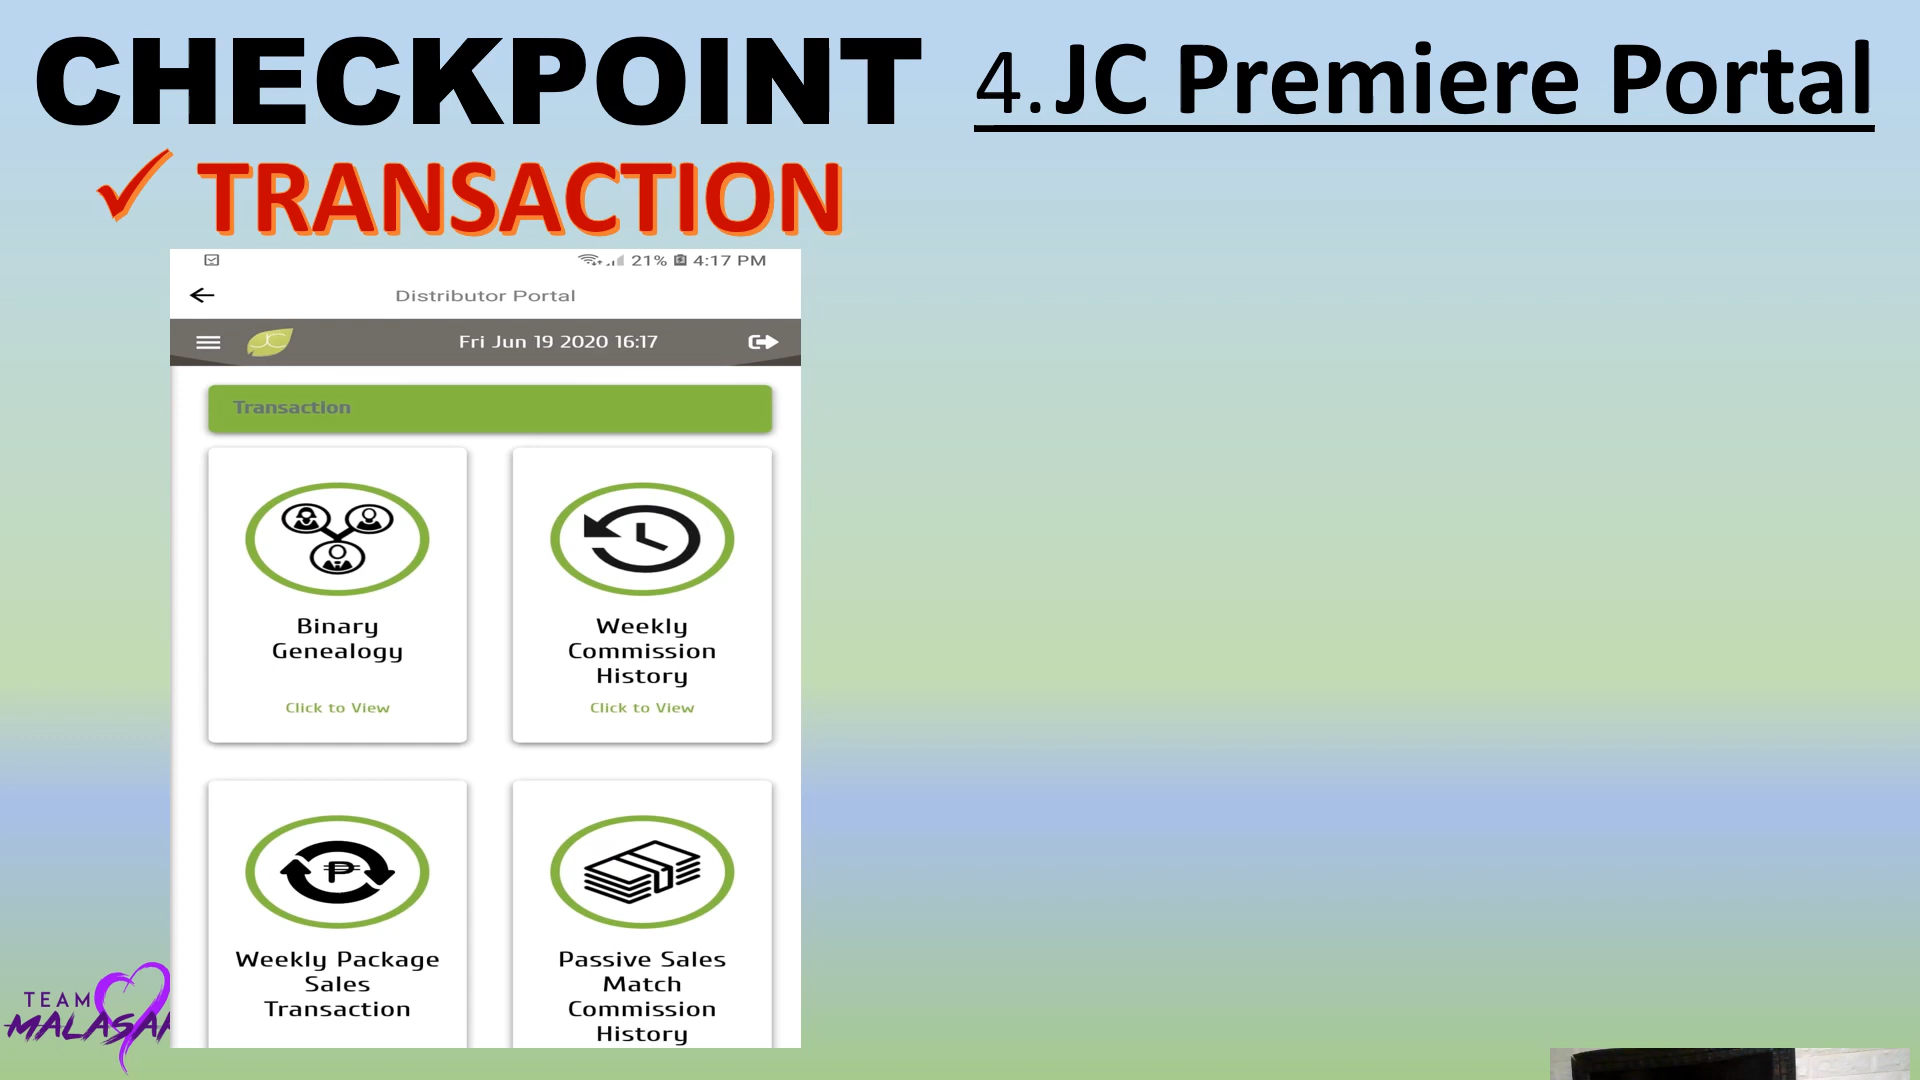 CHECKPOINT
4. JC Premiere Portal
✓ TRANSACTION
21% 4:17 PM
Distributor Portal
JC
Fri Jun 19 2020 16:17
Transaction
Binary
Genealogy
Click to View
Weekly
Commission
History
Click to View
₱
Weekly Package
Sales
Transaction
Passive Sales
Match
Commission
History
TEAM